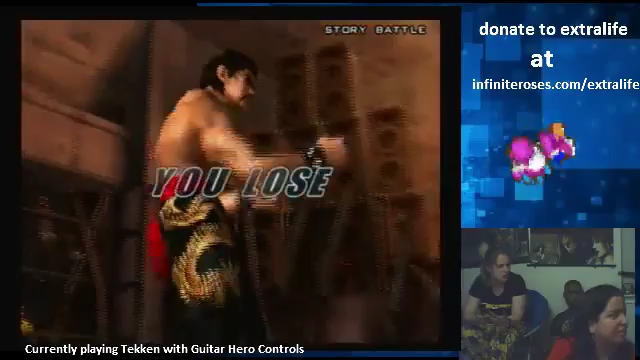 STORY BATTLE
donate to extralife
at
infiniteroses.com/extralife
YOU LOSE
Currently playing Tekken with Guitar Hero Controls